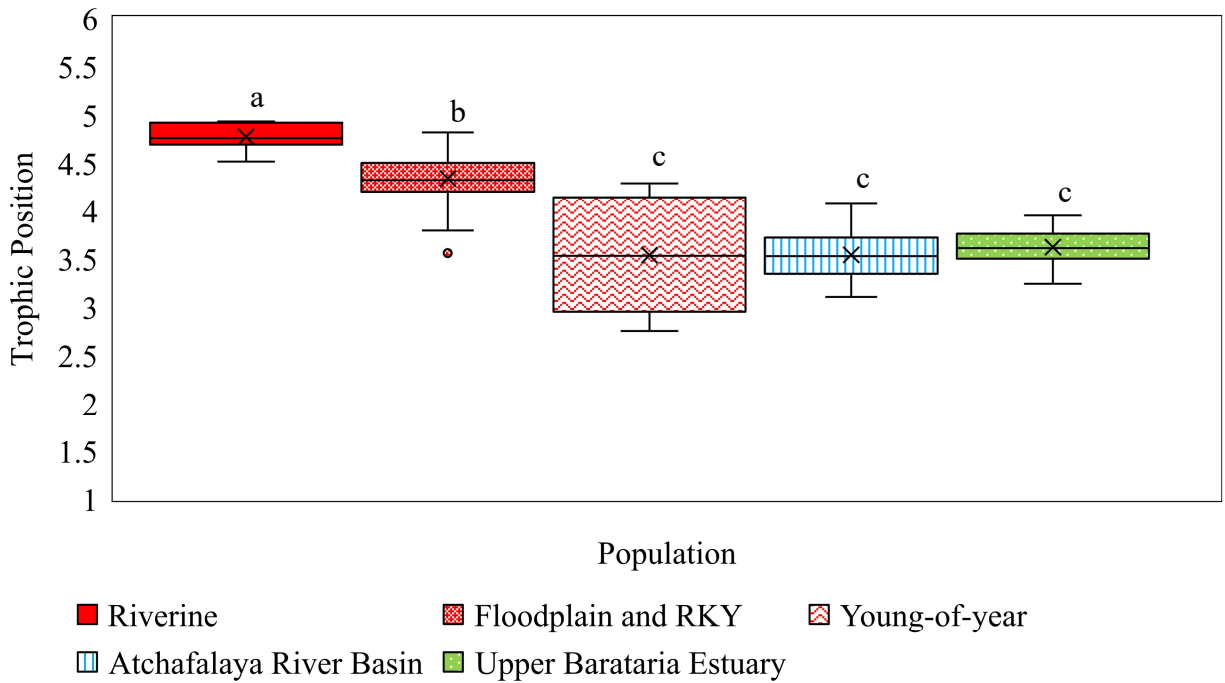 6
5.5
5
4.5
4
3.5
3
2.5
2
1.5
1
Trophic Position
a
b
c
c
c
Population
Riverine
Floodplain and RKY
Young-of-year
Atchafalaya River Basin
Upper Barataria Estuary